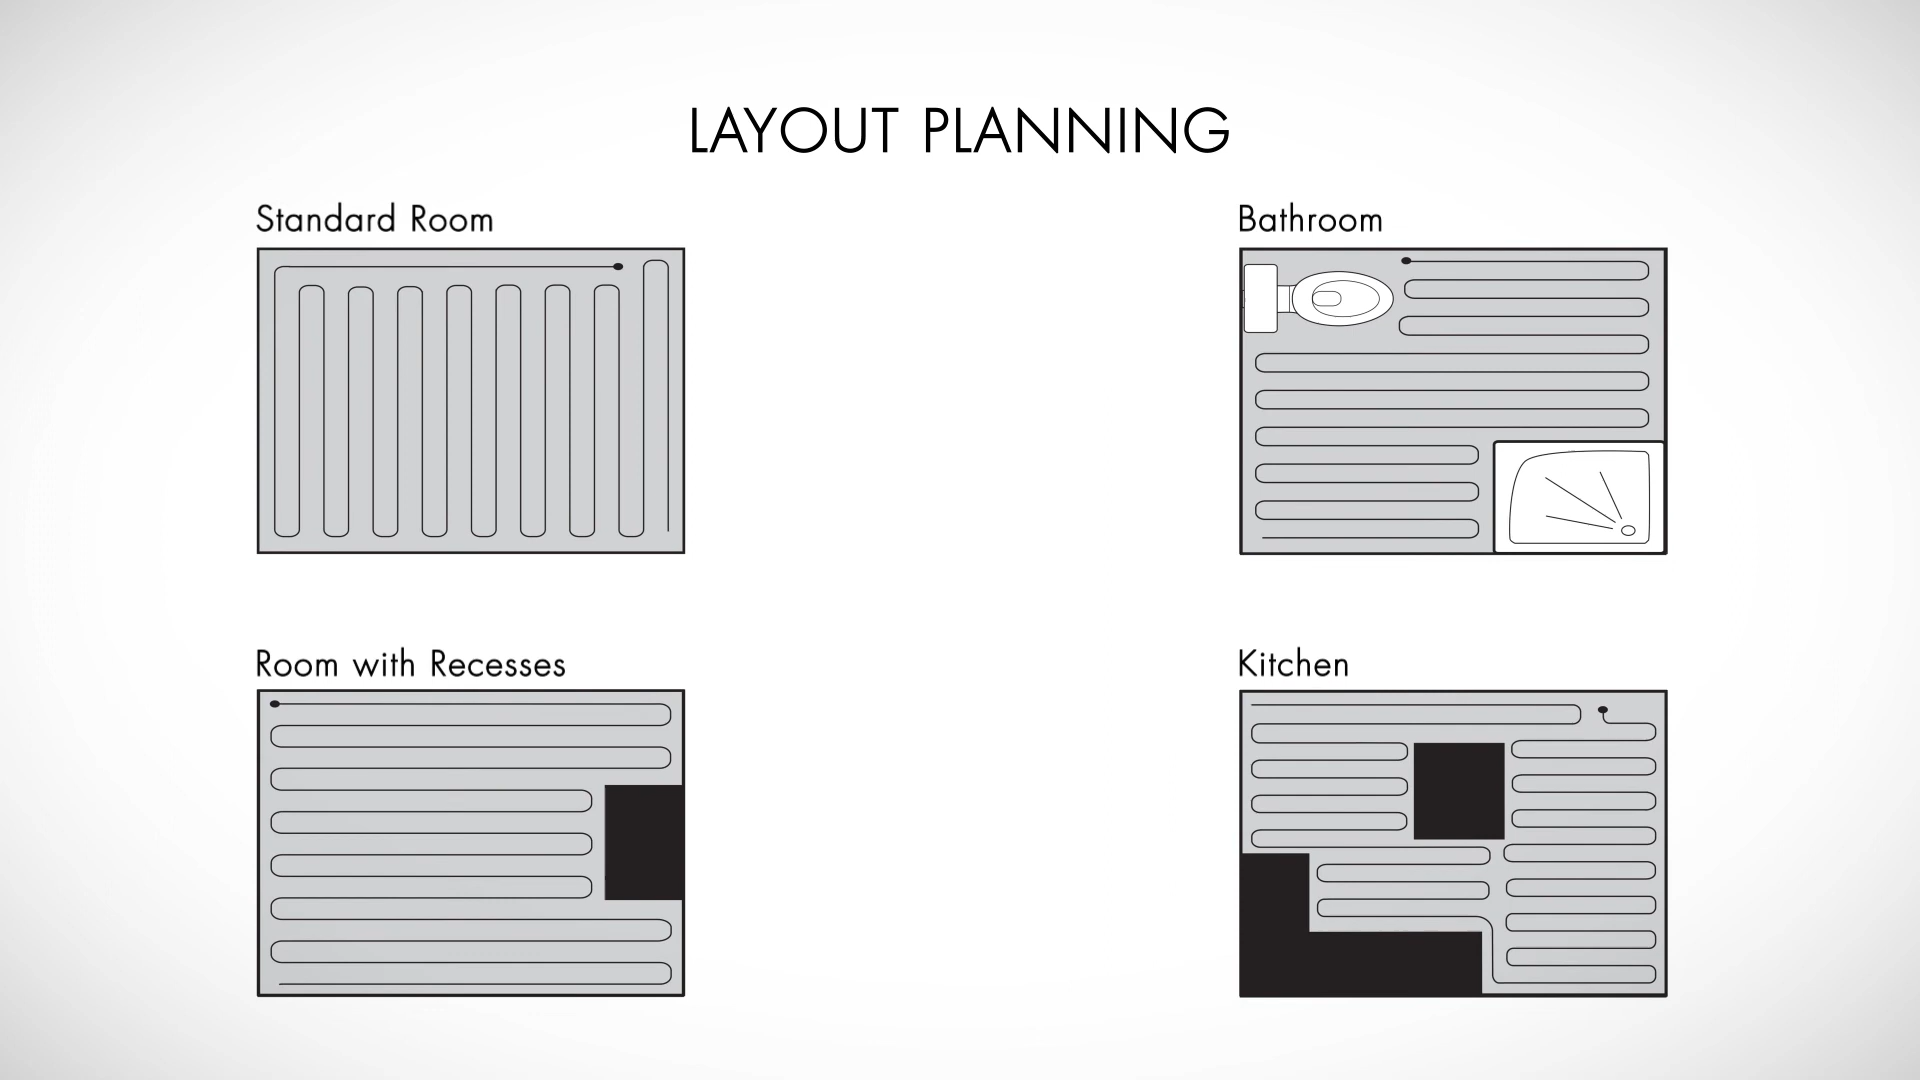 LAYOUT PLANNING
Standard Room
Bathroom
Room with Recesses
Kitchen